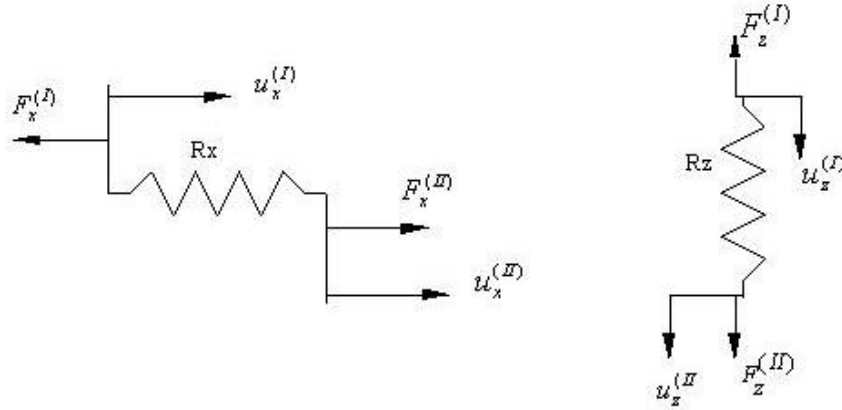 F_x^(I)
u_x^(I)
Rx
F_x^(II)
u_x^(II)
F_z^(I)
Rz
u_z^(I)
u_z^(II
F_z^(II)